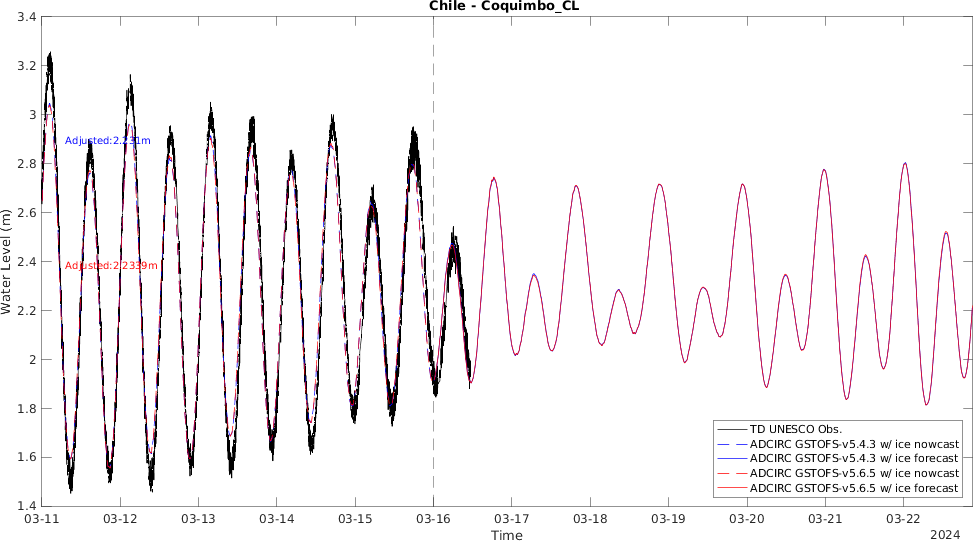 Chile - Coquimbo_CL
3.4
3.2
3
2.8
2.6
2.4
2.2
2
1.8
1.6
1.4
Water Level (m)
Adjusted:2.231m
Adjusted:2.2339m
TD UNESCO Obs.
ADCIRC GSTOFS-v5.4.3 w/ ice nowcast
ADCIRC GSTOFS-v5.4.3 w/ ice forecast
ADCIRC GSTOFS-v5.6.5 w/ ice nowcast
ADCIRC GSTOFS-v5.6.5 w/ ice forecast
03-11 03-12 03-13 03-14 03-15 03-16 03-17 03-18 03-19 03-20 03-21 03-22
Time
2024